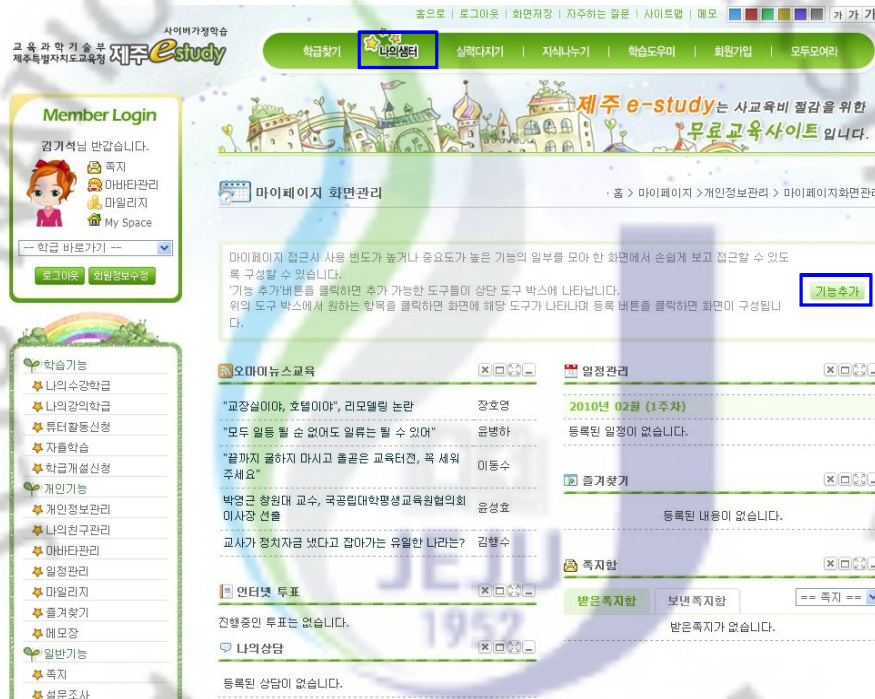 홈으로 | 로그아웃 | 화면저장 | 자주하는 질문 | 사이트맵 | 메모
가 가 가
사이버가정학습
교 육 과 학 기 술 부
제주특별자치도교육청 제주 e study
학급찾기 | 나의샘터 | 실력다지기 | 지식나누기 | 학습도우미 | 회원가입 | 모두모여라
제주 e-study는 사교육비 절감을 위한
무료교육사이트 입니다.
Member Login
김기석님 반갑습니다.
쪽지
아바타관리
마일리지
My Space
-- 학급 바로가기 --
로그아웃 회원정보수정
마이페이지 화면관리
· 홈 > 마이페이지 >개인정보관리 > 마이페이지화면관리
마이페이지 접근시 사용 빈도가 높거나 중요도가 높은 기능의 일부를 모아 한 화면에서 손쉽게 보고 접근할 수 있도
록 구성할 수 있습니다.
'기능 추가'버튼을 클릭하면 추가 가능한 도구들이 상단 도구 박스에 나타납니다.
위의 도구 박스에서 원하는 항목을 클릭하면 화면에 해당 도구가 나타나며 등록 버튼을 클릭하면 화면이 구성됩니
다.
기능추가
학습기능
나의수강학급
나의강의학급
튜터활동신청
자율학습
학급개설신청
개인기능
개인정보관리
나의친구관리
아바타관리
일정관리
마일리지
즐겨찾기
메모장
일반기능
쪽지
설문조사
오마이뉴스교육
"교장실이야, 호텔이야", 리모델링 논란 장호영
"모두 일등 될 순 없어도 일류는 될 수 있어" 윤병하
"끝까지 굴하지 마시고 올곧은 교육터전, 꼭 세워
주세요" 이동수
박영근 창원대 교수, 국공립대학평생교육원협의회
이사장 선출 윤성효
교사가 정치자금 냈다고 잡아가는 유일한 나라는? 김행수
인터넷 투표
진행중인 투표는 없습니다.
나의상담
등록된 상담이 없습니다.
일정관리
2010년 02월 (1주차)
등록된 일정이 없습니다.
즐겨찾기
등록된 내용이 없습니다.
쪽지함
받은쪽지함 보낸쪽지함 == 쪽지 ==
받은쪽지가 없습니다.
JEJU
1952